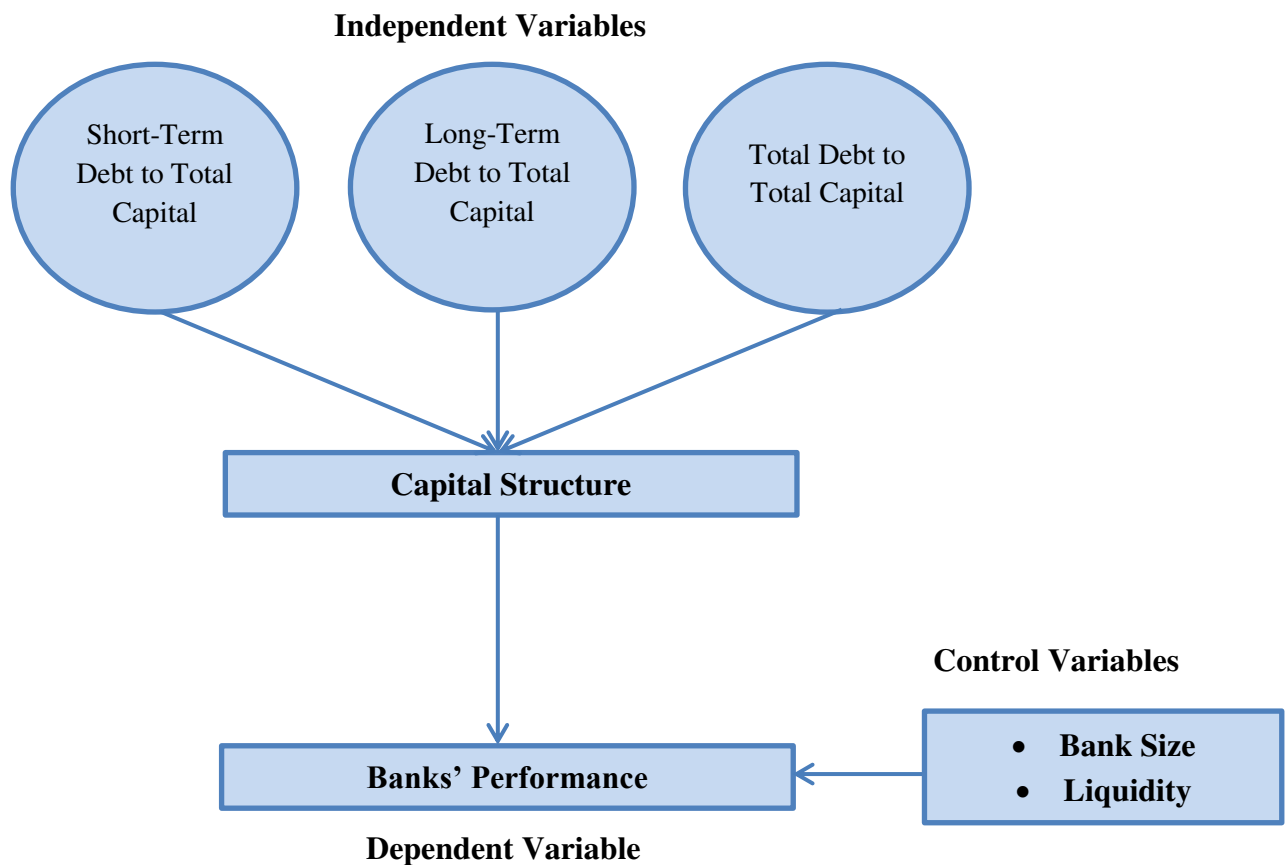 Independent Variables
Short-Term
Debt to Total
Capital
Long-Term
Debt to Total
Capital
Total Debt to
Total Capital
Capital Structure
Control Variables
• Bank Size
• Liquidity
Banks’ Performance
Dependent Variable